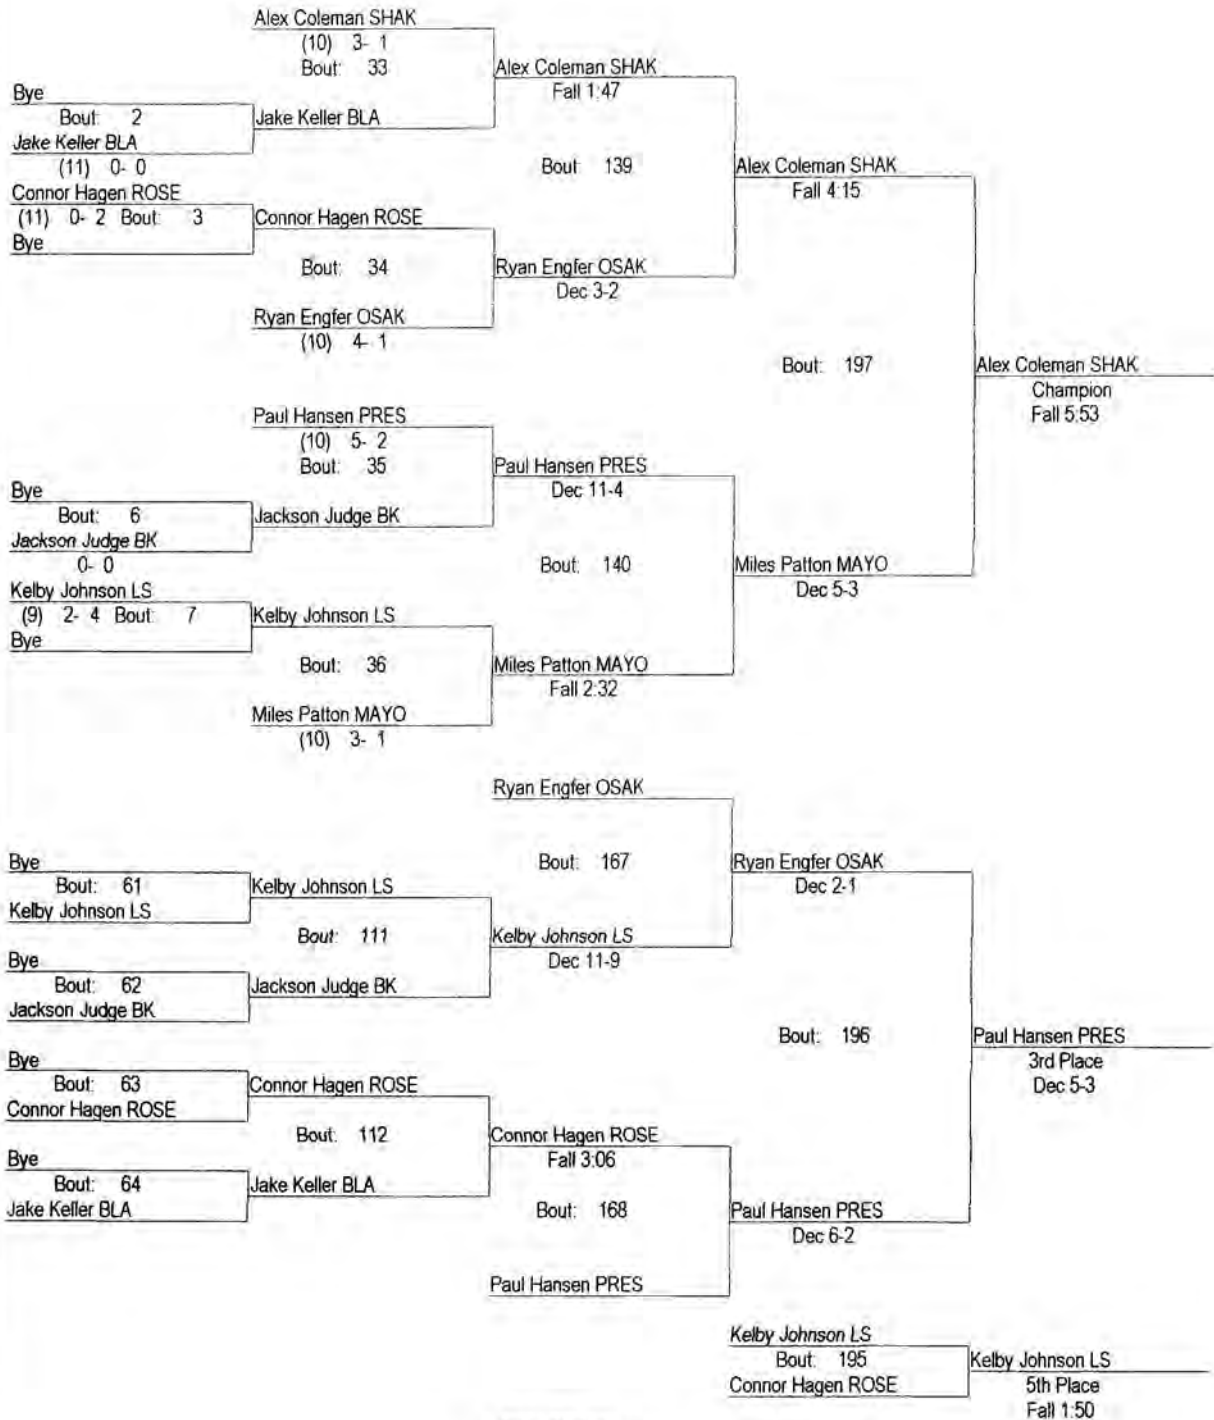 Alex Coleman SHAK
(10) 3- 1
Bout: 33
Alex Coleman SHAK
Fall 1:47
Bye
Bout: 2
Jake Keller BLA
Jake Keller BLA
(11) 0- 0
Bout: 139
Alex Coleman SHAK
Fall 4:15
Connor Hagen ROSE
(11) 0- 2 Bout: 3
Connor Hagen ROSE
Bye
Bout: 34
Ryan Engfer OSAK
Dec 3-2
Ryan Engfer OSAK
(10) 4- 1
Bout: 197
Alex Coleman SHAK
Champion
Fall 5:53
Paul Hansen PRES
(10) 5- 2
Bout: 35
Paul Hansen PRES
Dec 11-4
Bye
Bout: 6
Jackson Judge BK
Jackson Judge BK
0- 0
Bout: 140
Miles Patton MAYO
Dec 5-3
Kelby Johnson LS
(9) 2- 4 Bout: 7
Kelby Johnson LS
Bye
Bout: 36
Miles Patton MAYO
Fall 2:32
Miles Patton MAYO
(10) 3- 1
Ryan Engfer OSAK
Bye
Bout: 61
Kelby Johnson LS
Kelby Johnson LS
Bout: 167
Ryan Engfer OSAK
Dec 2-1
Bout: 111
Kelby Johnson LS
Dec 11-9
Bye
Bout: 62
Jackson Judge BK
Jackson Judge BK
Bout: 196
Paul Hansen PRES
3rd Place
Dec 5-3
Bye
Bout: 63
Connor Hagen ROSE
Connor Hagen ROSE
Bout: 112
Connor Hagen ROSE
Fall 3:06
Bye
Bout: 64
Jake Keller BLA
Jake Keller BLA
Bout: 168
Paul Hansen PRES
Dec 6-2
Paul Hansen PRES
Kelby Johnson LS
Bout: 195
Connor Hagen ROSE
Kelby Johnson LS
5th Place
Fall 1:50